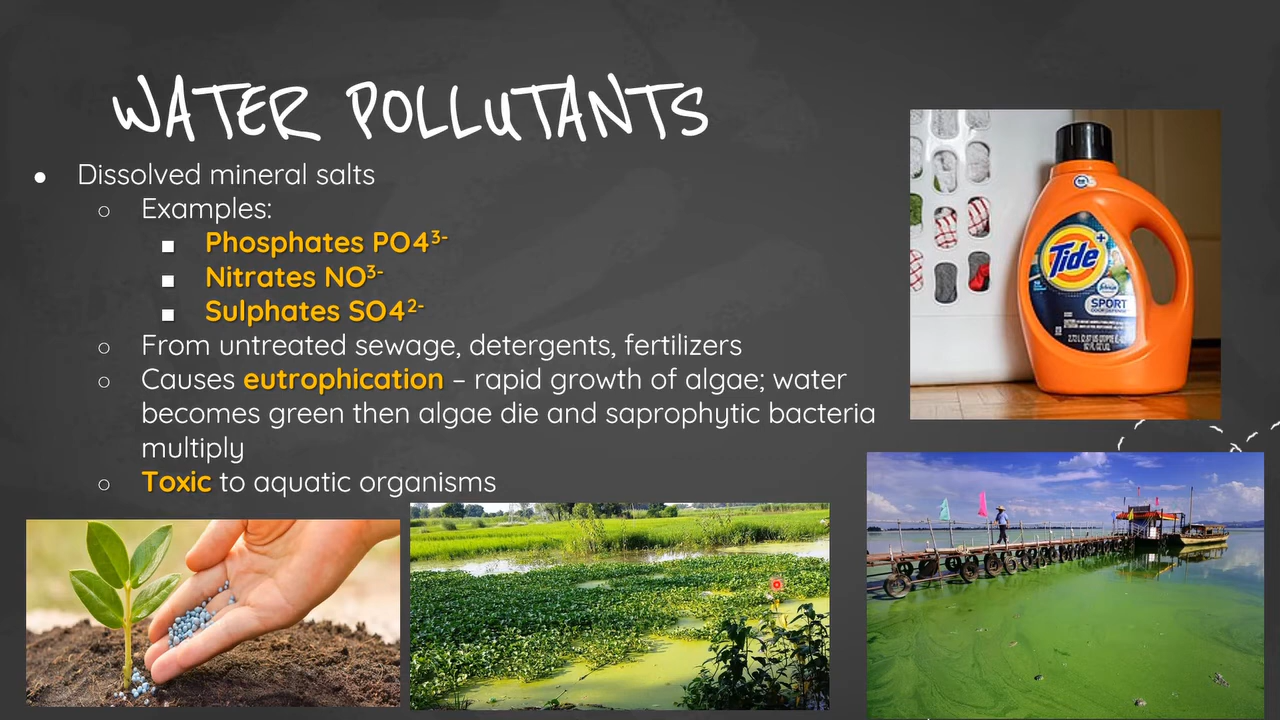 WATER POLLUTANTS
● Dissolved mineral salts
○ Examples:
■ Phosphates PO4³⁻
■ Nitrates NO³⁻
■ Sulphates SO4²⁻
○ From untreated sewage, detergents, fertilizers
○ Causes eutrophication – rapid growth of algae; water
becomes green then algae die and saprophytic bacteria
multiply
○ Toxic to aquatic organisms
Tide+
SPORT
ODOR DEFENSE